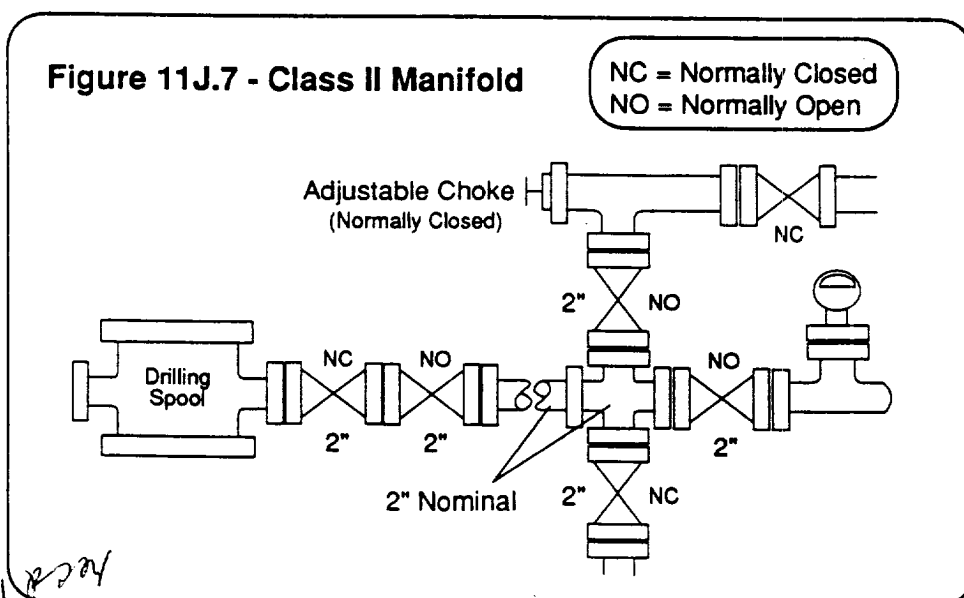 Figure 11J.7 - Class II Manifold
NC = Normally Closed
NO = Normally Open
Adjustable Choke
(Normally Closed)
NC
2" NO
NC NO
NO
Drilling
Spool
2" 2"
2"
2" Nominal
2" NC